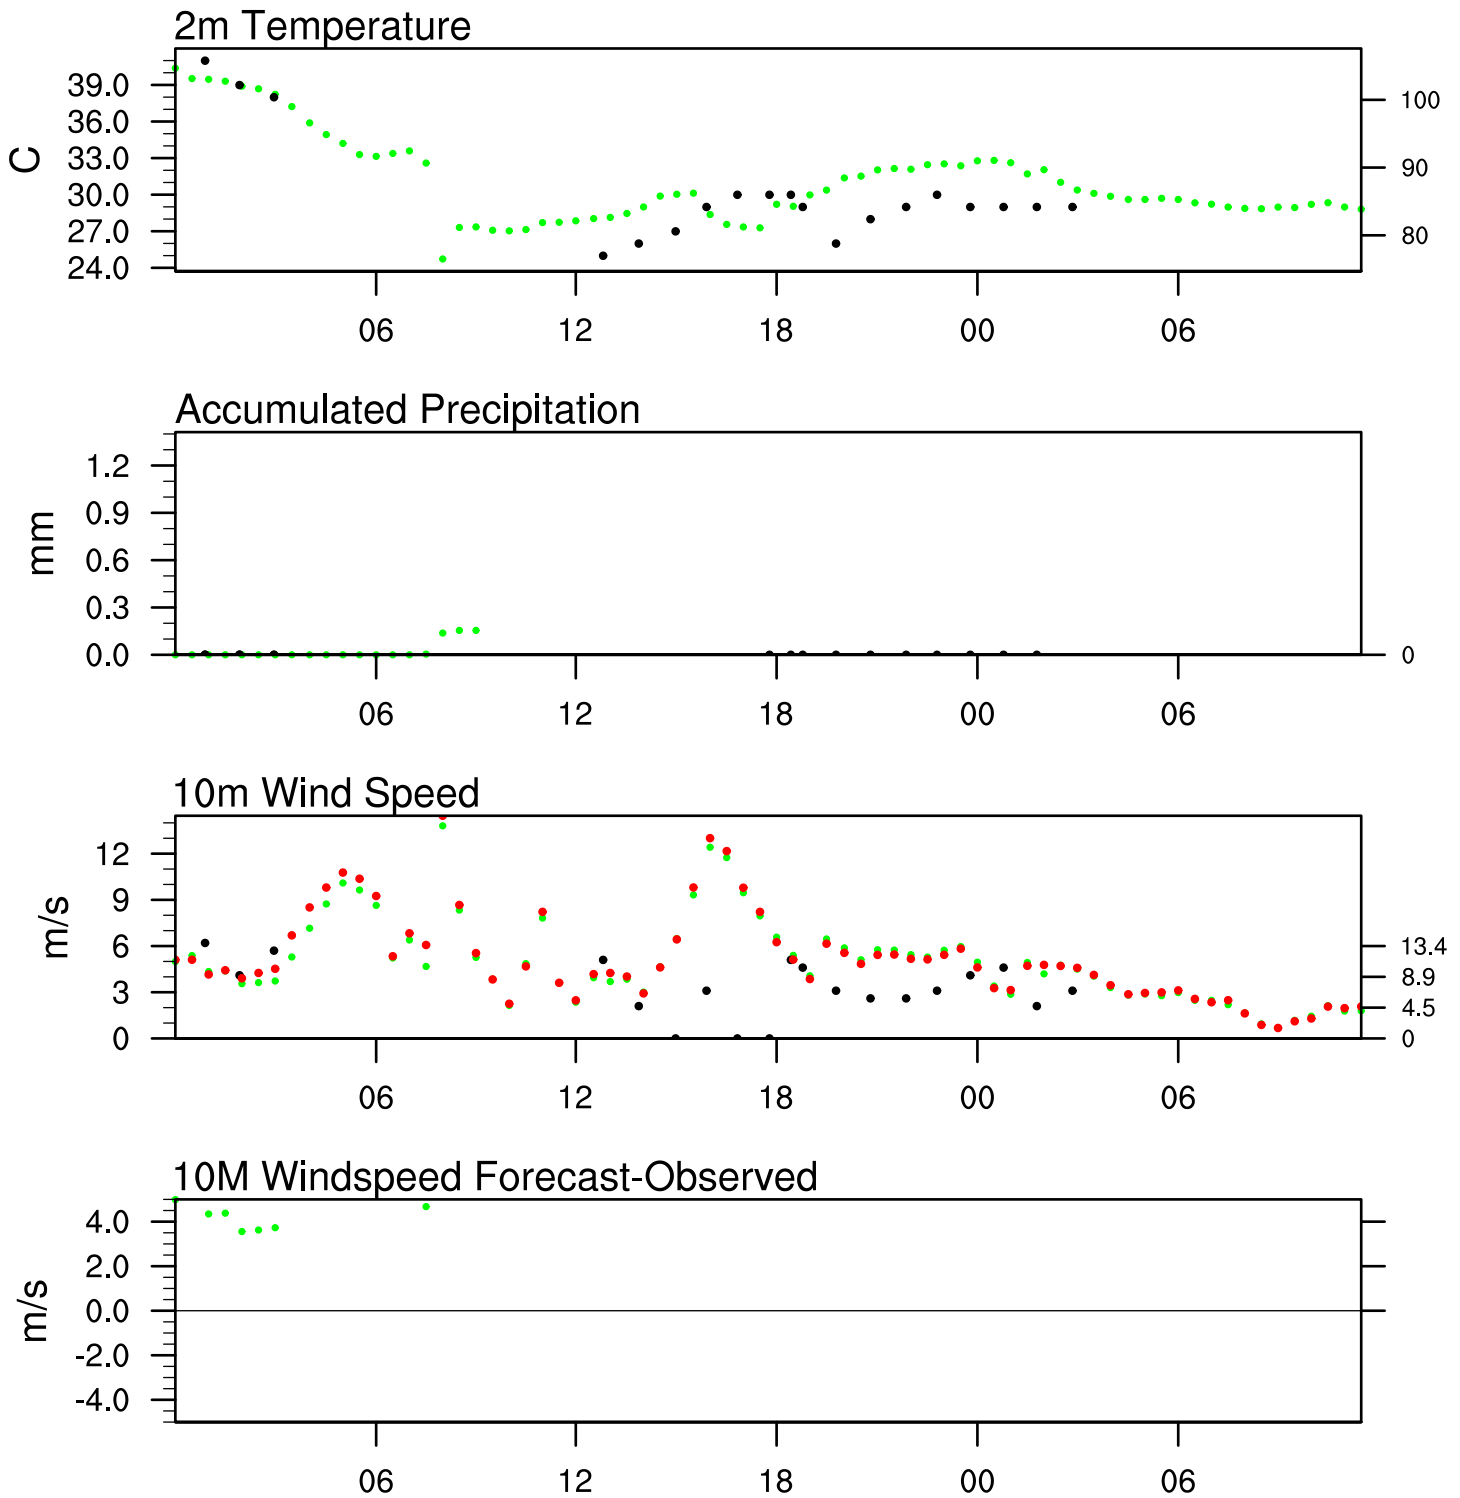 2m Temperature
39.0
36.0
33.0
30.0
27.0
24.0
C
100
90
80
06 12 18 00 06
Accumulated Precipitation
1.2
0.9
0.6
0.3
0.0
mm
0
06 12 18 00 06
10m Wind Speed
12
9
6
3
0
m/s
13.4
8.9
4.5
0
06 12 18 00 06
10M Windspeed Forecast-Observed
4.0
2.0
0.0
-2.0
-4.0
m/s
06 12 18 00 06